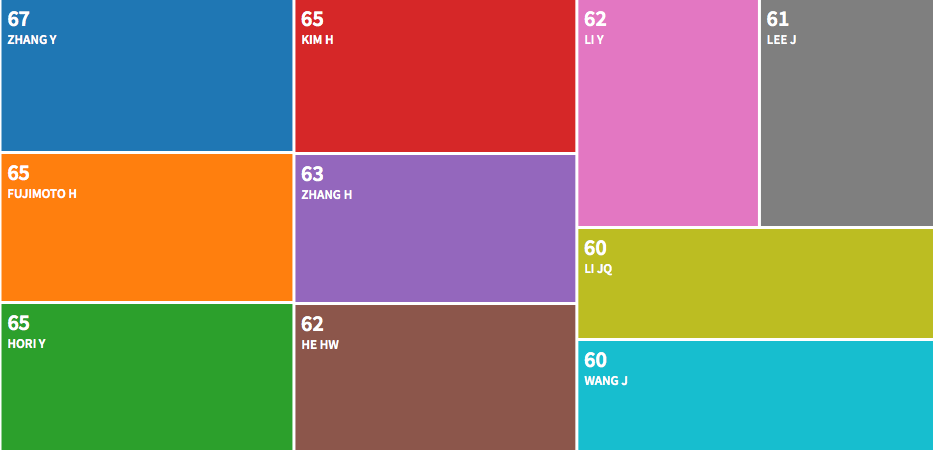 67
ZHANG Y
65
FUJIMOTO H
65
HORI Y
65
KIM H
63
ZHANG H
62
HE HW
62
LI Y
61
LEE J
60
LI JQ
60
WANG J